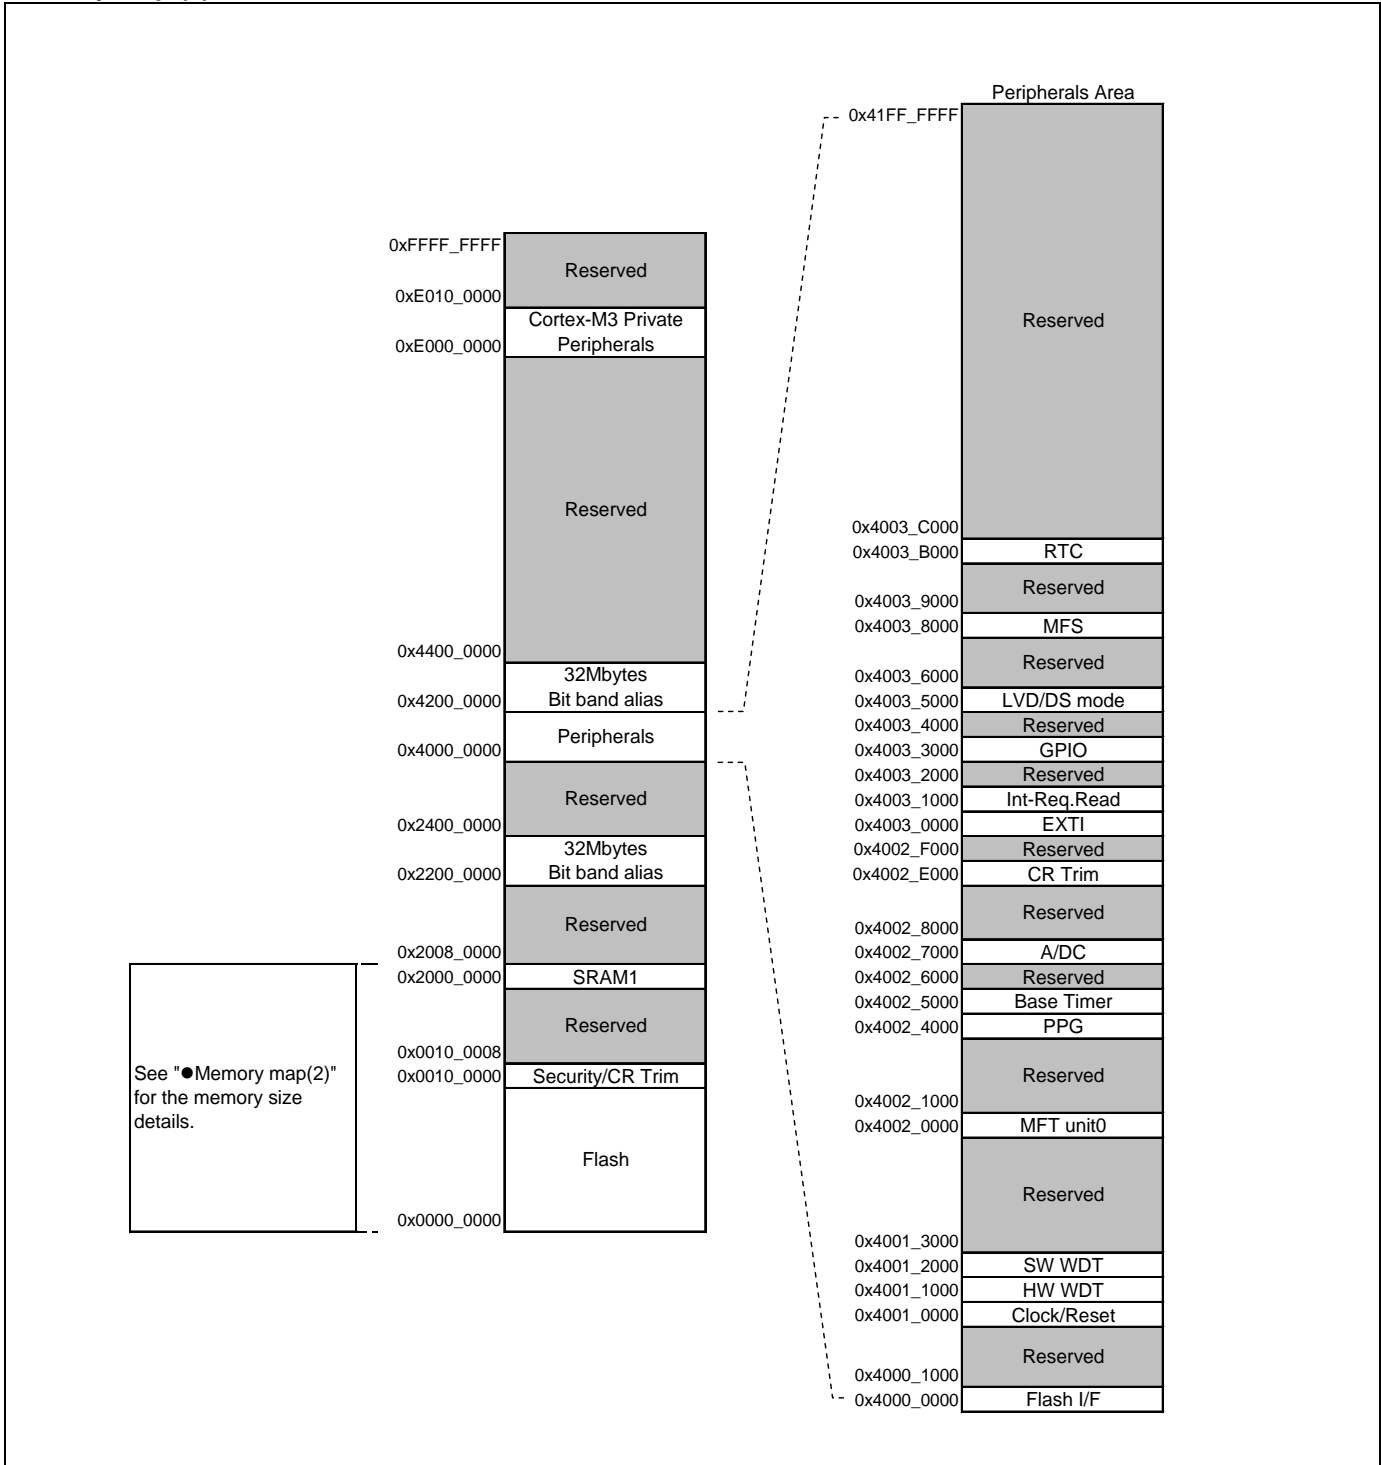 Peripherals Area
0x41FF_FFFF
Reserved
0x4003_C000
0x4003_B000 RTC
Reserved
0x4003_9000
0x4003_8000 MFS
Reserved
0x4003_6000
0x4003_5000 LVD/DS mode
0x4003_4000 Reserved
0x4003_3000 GPIO
0x4003_2000 Reserved
0x4003_1000 Int-Req.Read
0x4003_0000 EXTI
0x4002_F000 Reserved
0x4002_E000 CR Trim
Reserved
0x4002_8000
0x4002_7000 A/DC
0x4002_6000 Reserved
0x4002_5000 Base Timer
0x4002_4000 PPG
Reserved
0x4002_1000
0x4002_0000 MFT unit0
Reserved
0x4001_3000
0x4001_2000 SW WDT
0x4001_1000 HW WDT
0x4001_0000 Clock/Reset
Reserved
0x4000_1000
0x4000_0000 Flash I/F
0xFFFF_FFFF
Reserved
0xE010_0000
Cortex-M3 Private
0xE000_0000 Peripherals
Reserved
0x4400_0000
32Mbytes
0x4200_0000 Bit band alias
Peripherals
0x4000_0000
Reserved
0x2400_0000
32Mbytes
0x2200_0000 Bit band alias
Reserved
0x2008_0000
0x2000_0000 SRAM1
Reserved
0x0010_0008
0x0010_0000 Security/CR Trim
Flash
0x0000_0000
See "●Memory map(2)"
for the memory size
details.